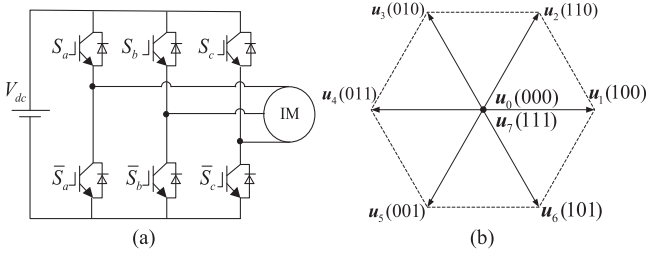 S_a S_b S_c
V_dc
IM
S̅_a S̅_b S̅_c
(a)
u_3(010) u_2(110)
u_4(011) u_0(000) u_1(100)
u_7(111)
u_5(001) u_6(101)
(b)